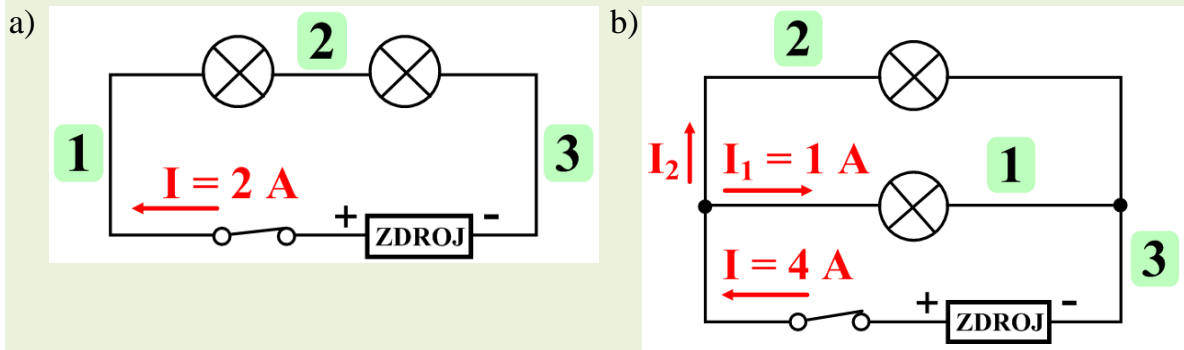 a)
2
1
3
I = 2 A
+ ZDROJ -
b)
2
I₂
I₁ = 1 A
1
I = 4 A
3
+ ZDROJ -